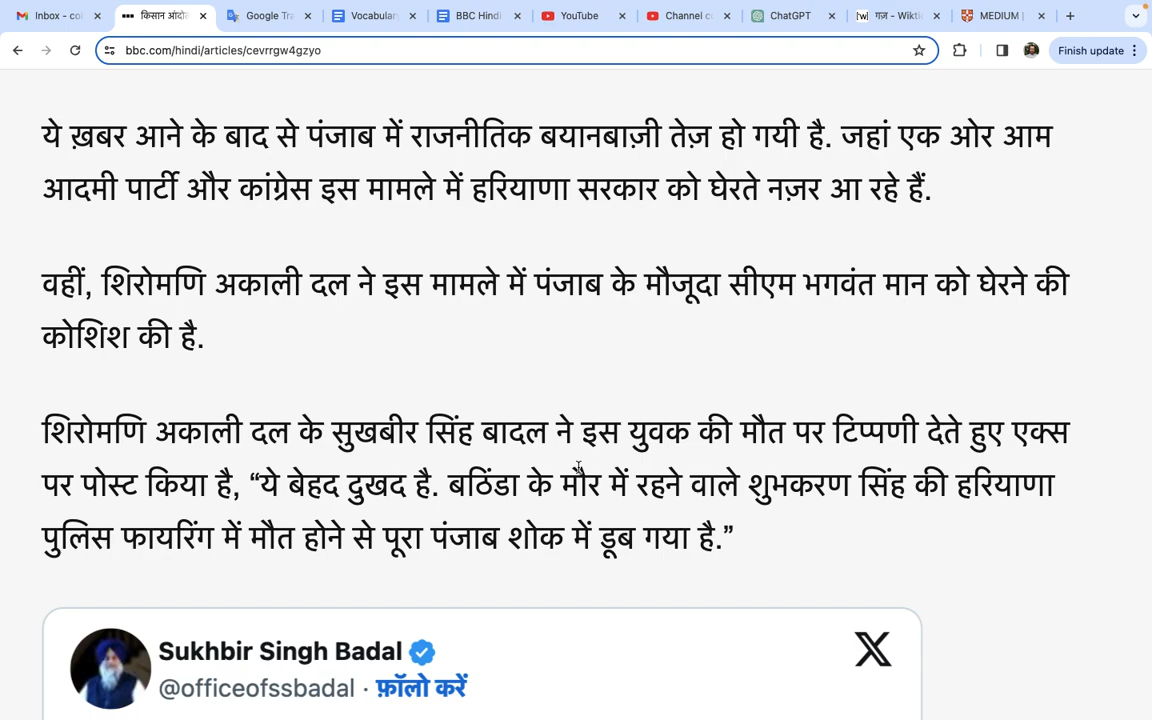 Inbox - co
किसान आंदो
Google Tra
Vocabular
BBC Hindi
YouTube
Channel c
ChatGPT
[w] गज़ - Wikti
MEDIUM |
bbc.com/hindi/articles/cevrrgw4gzyo
Finish update
ये ख़बर आने के बाद से पंजाब में राजनीतिक बयानबाज़ी तेज़ हो गयी है. जहां एक ओर आम
आदमी पार्टी और कांग्रेस इस मामले में हरियाणा सरकार को घेरते नज़र आ रहे हैं.
वहीं, शिरोमणि अकाली दल ने इस मामले में पंजाब के मौजूदा सीएम भगवंत मान को घेरने की
कोशिश की है.
शिरोमणि अकाली दल के सुखबीर सिंह बादल ने इस युवक की मौत पर टिप्पणी देते हुए एक्स
पर पोस्ट किया है, “ये बेहद दुखद है. बठिंडा के मौर में रहने वाले शुभकरण सिंह की हरियाणा
पुलिस फायरिंग में मौत होने से पूरा पंजाब शोक में डूब गया है.”
Sukhbir Singh Badal
@officeofssbadal · फ़ॉलो करें